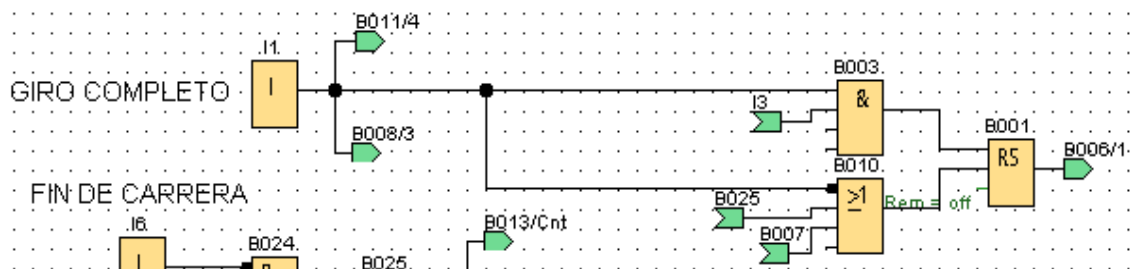 B011/4
I1
I
GIRO COMPLETO
B003
&
I3
B008/3
B001
RS
B006/1
B010
≥1
FIN DE CARRERA
B025
Rem = off
B013/Cnt
B007
I6
I
B024
B025